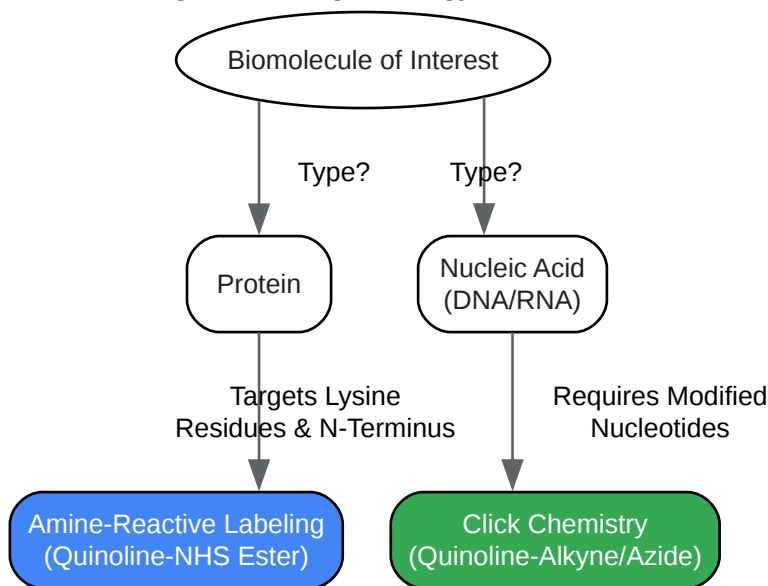 Biomolecule of Interest
Type?
Type?
Protein
Nucleic Acid
(DNA/RNA)
Targets Lysine
Residues & N-Terminus
Requires Modified
Nucleotides
Amine-Reactive Labeling
(Quinoline-NHS Ester)
Click Chemistry
(Quinoline-Alkyne/Azide)